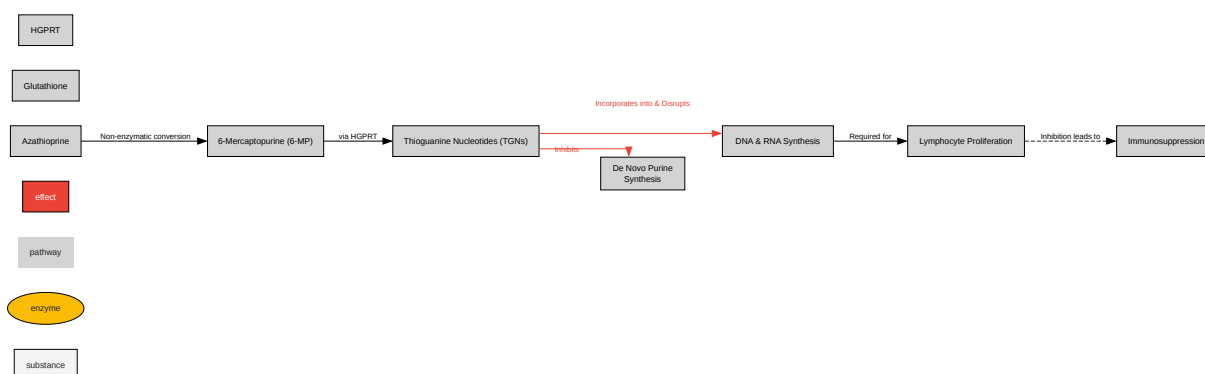 HGPRT
Glutathione
Incorporates into & Disrupts
Azathioprine
Non-enzymatic conversion
6-Mercaptopurine (6-MP)
via HGPRT
Thioguanine Nucleotides (TGNs)
Inhibits
De Novo Purine
Synthesis
DNA & RNA Synthesis
Required for
Lymphocyte Proliferation
Inhibition leads to
Immunosuppression
effect
pathway
enzyme
substance